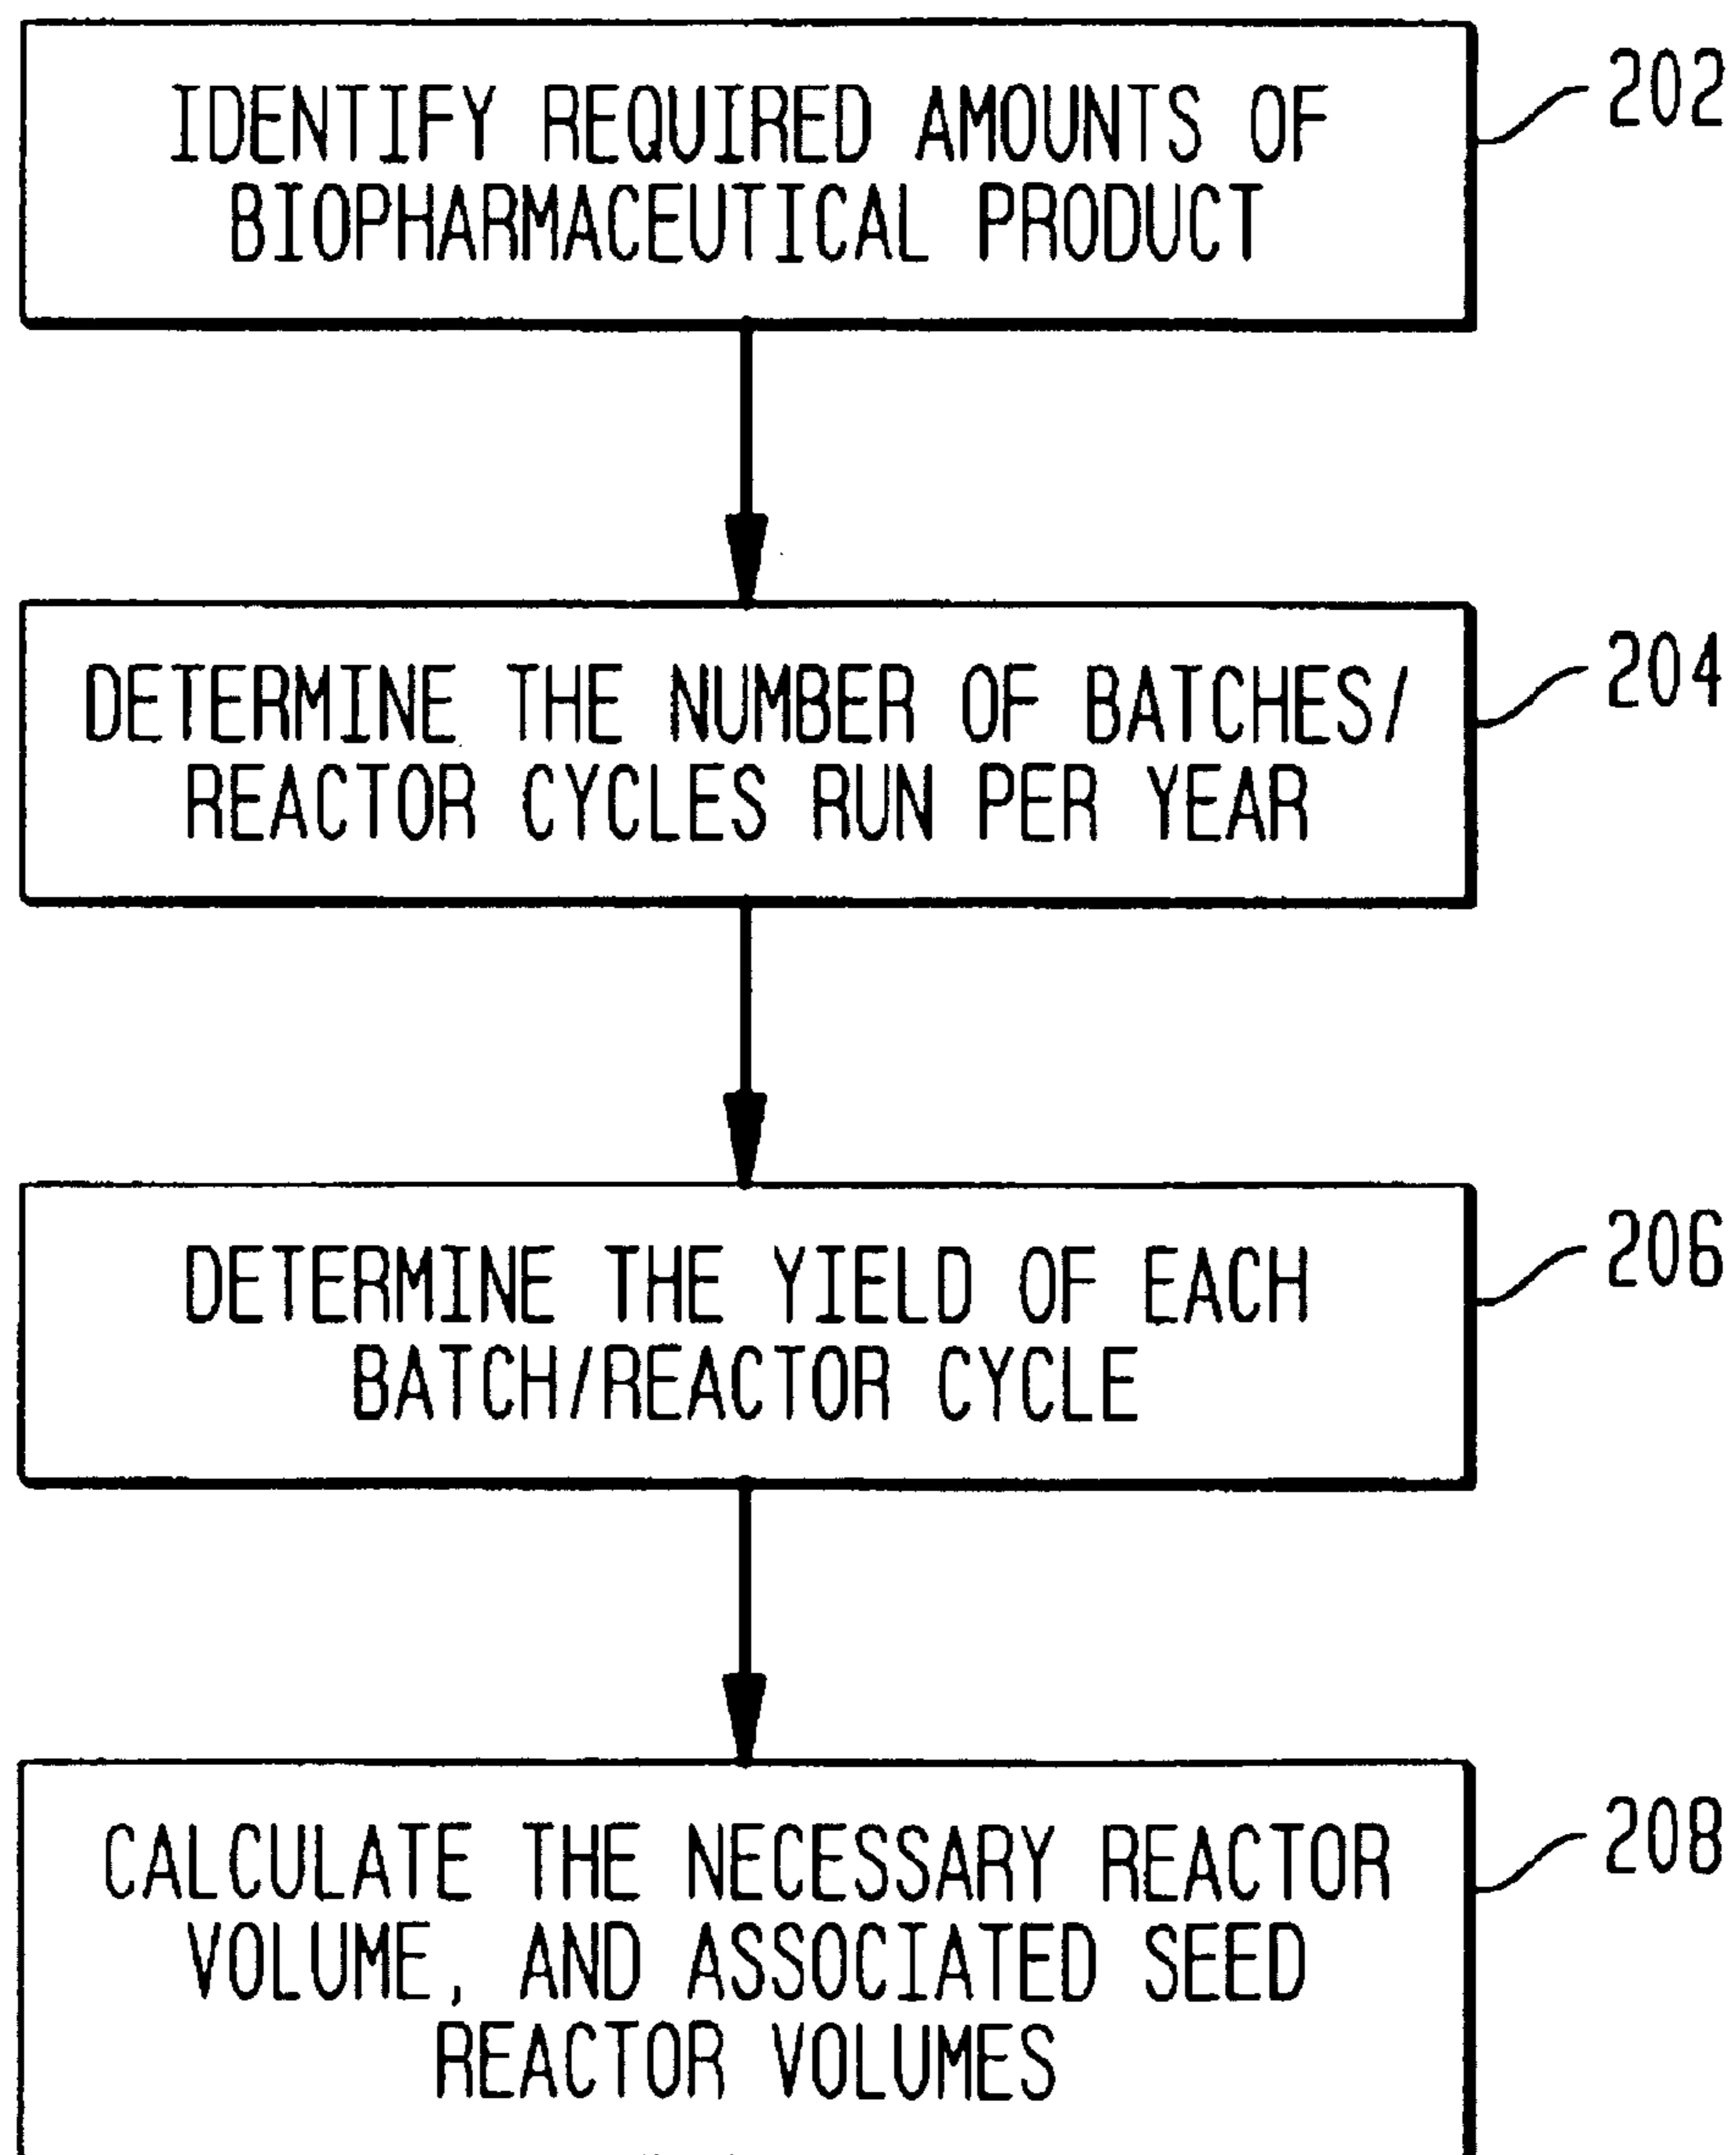 IDENTIFY REQUIRED AMOUNTS OF
BIOPHARMACEUTICAL PRODUCT
202
DETERMINE THE NUMBER OF BATCHES/
REACTOR CYCLES RUN PER YEAR
204
DETERMINE THE YIELD OF EACH
BATCH/REACTOR CYCLE
206
CALCULATE THE NECESSARY REACTOR
VOLUME, AND ASSOCIATED SEED
REACTOR VOLUMES
208